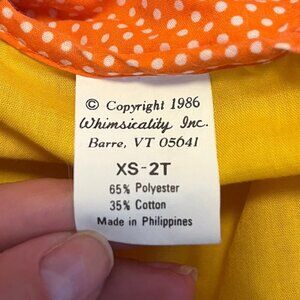 © Copyright 1986
Whimsicality Inc.
Barre, VT 05641
XS-2T
65% Polyester
35% Cotton
Made in Philippines